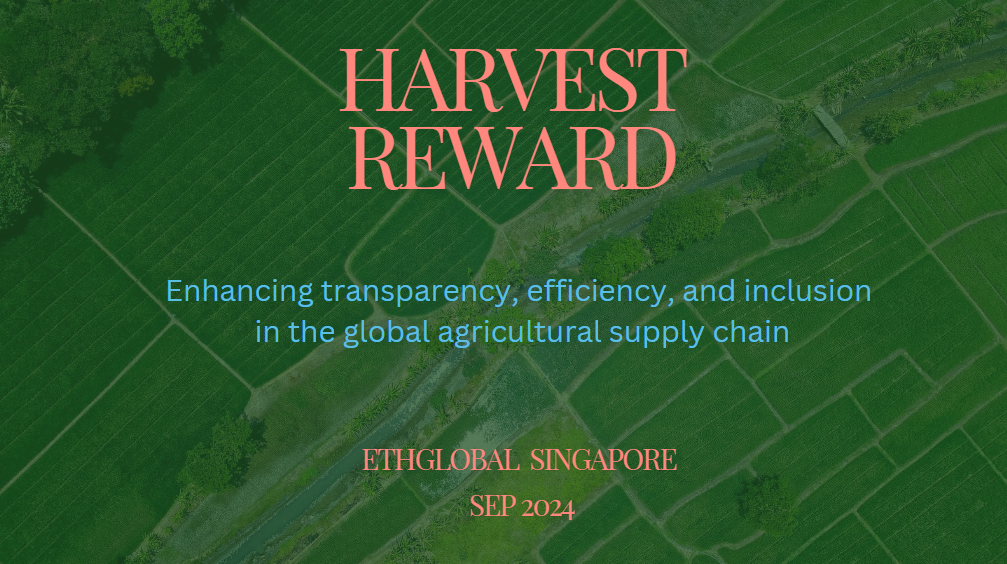 HARVEST
REWARD
Enhancing transparency, efficiency, and inclusion
in the global agricultural supply chain
ETHGLOBAL SINGAPORE
SEP 2024